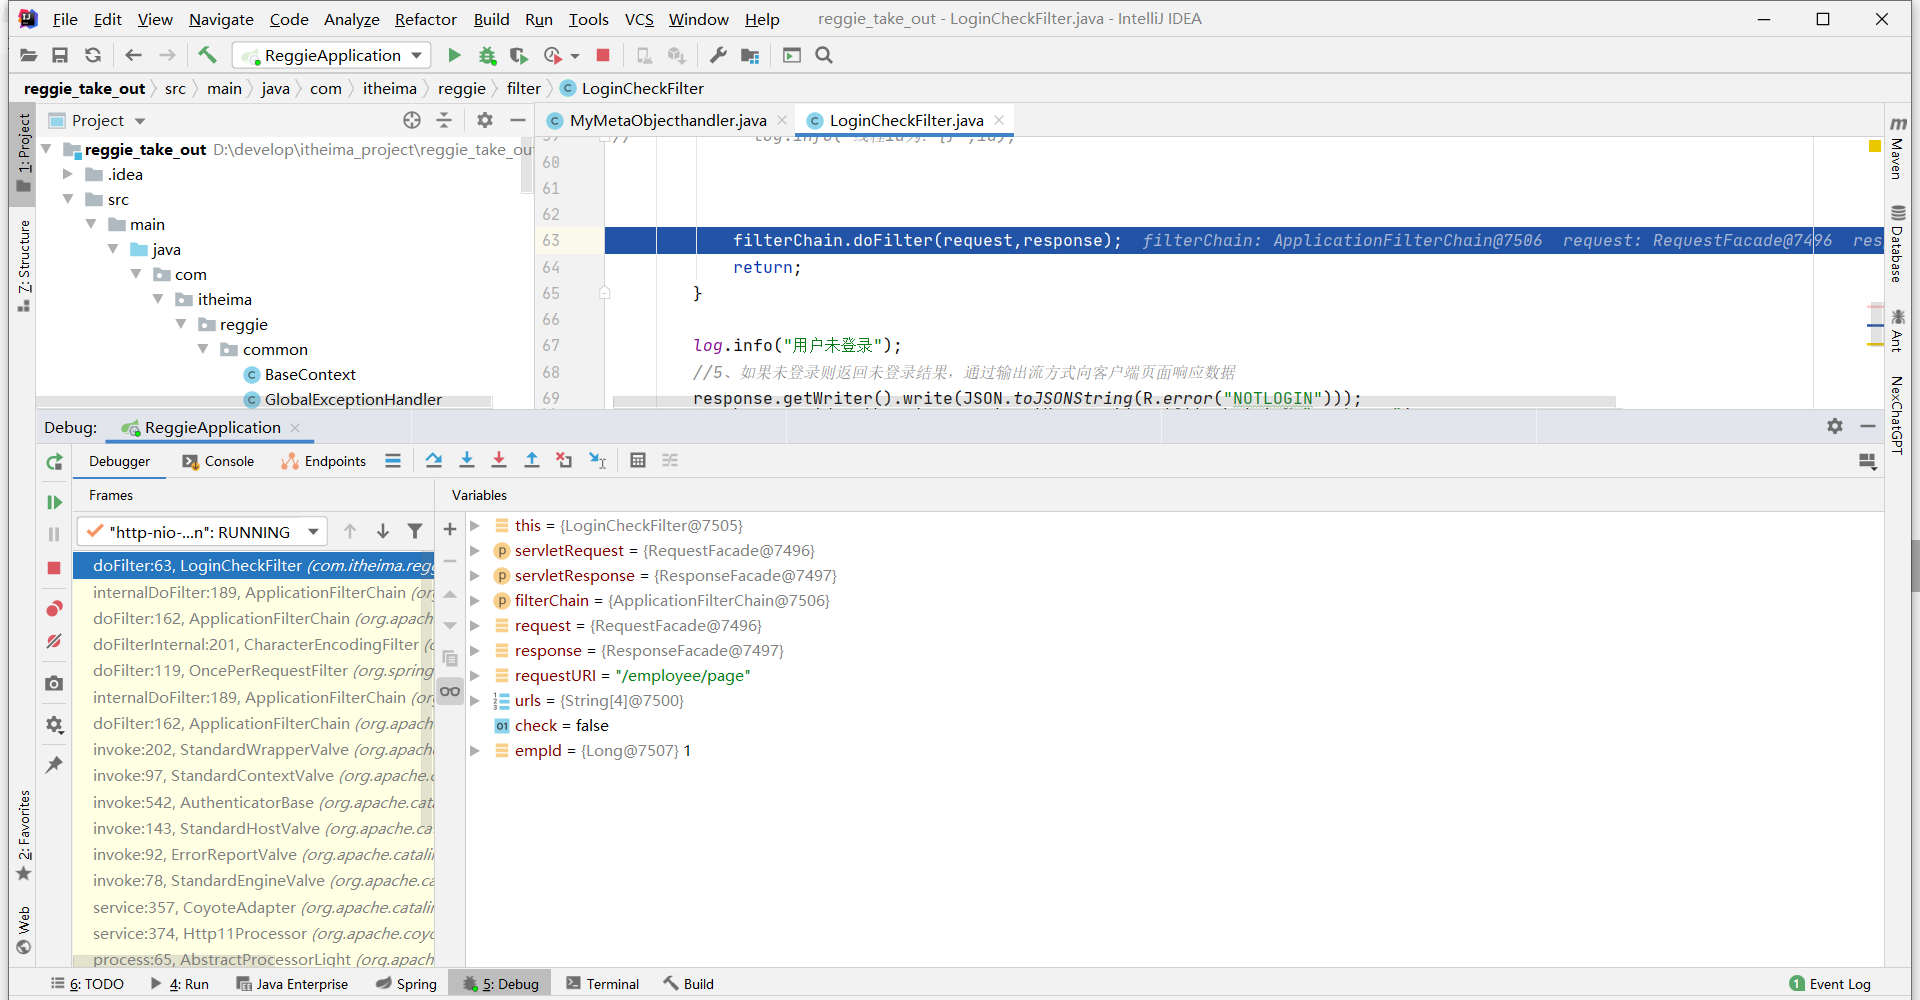 File Edit View Navigate Code Analyze Refactor Build Run Tools VCS Window Help reggie_take_out - LoginCheckFilter.java - IntelliJ IDEA
ReggieApplication
reggie_take_out src main java com itheima reggie filter LoginCheckFilter
Project
MyMetaObjecthandler.java
LoginCheckFilter.java
1: Project
Z: Structure
2: Favorites
Web
reggie_take_out D:\develop\itheima_project\reggie_take_ou
.idea
src
main
java
com
itheima
reggie
common
BaseContext
GlobalExceptionHandler
60
61
62
63 filterChain.doFilter(request,response); filterChain: ApplicationFilterChain@7506 request: RequestFacade@7496 res
64 return;
65 }
66
67 log.info("用户未登录");
68 //5、如果未登录则返回未登录结果，通过输出流方式向客户端页面响应数据
69 response.getWriter().write(JSON.toJSONString(R.error("NOTLOGIN")));
Maven
Database
Ant
NexChatGPT
Debug: ReggieApplication
Debugger Console Endpoints
Frames
Variables
"http-nio-...n": RUNNING
doFilter:63, LoginCheckFilter (com.itheima.regg
internalDoFilter:189, ApplicationFilterChain (org
doFilter:162, ApplicationFilterChain (org.apach
doFilterInternal:201, CharacterEncodingFilter (o
doFilter:119, OncePerRequestFilter (org.spring
internalDoFilter:189, ApplicationFilterChain (org
doFilter:162, ApplicationFilterChain (org.apach
invoke:202, StandardWrapperValve (org.apach
invoke:97, StandardContextValve (org.apache.c
invoke:542, AuthenticatorBase (org.apache.cata
invoke:143, StandardHostValve (org.apache.ca
invoke:92, ErrorReportValve (org.apache.catalin
invoke:78, StandardEngineValve (org.apache.ca
service:357, CoyoteAdapter (org.apache.catalin
service:374, Http11Processor (org.apache.coyo
process:65, AbstractProcessorLight (org.apach
this = {LoginCheckFilter@7505}
servletRequest = {RequestFacade@7496}
servletResponse = {ResponseFacade@7497}
filterChain = {ApplicationFilterChain@7506}
request = {RequestFacade@7496}
response = {ResponseFacade@7497}
requestURI = "/employee/page"
urls = {String[4]@7500}
check = false
empId = {Long@7507} 1
6: TODO 4: Run Java Enterprise Spring 5: Debug Terminal Build 1 Event Log